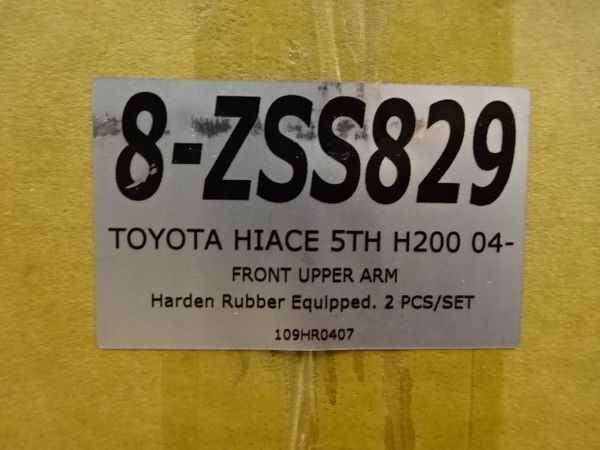 8-ZSS829
TOYOTA HIACE 5TH H200 04-
FRONT UPPER ARM
Harden Rubber Equipped. 2 PCS/SET
109HR0407